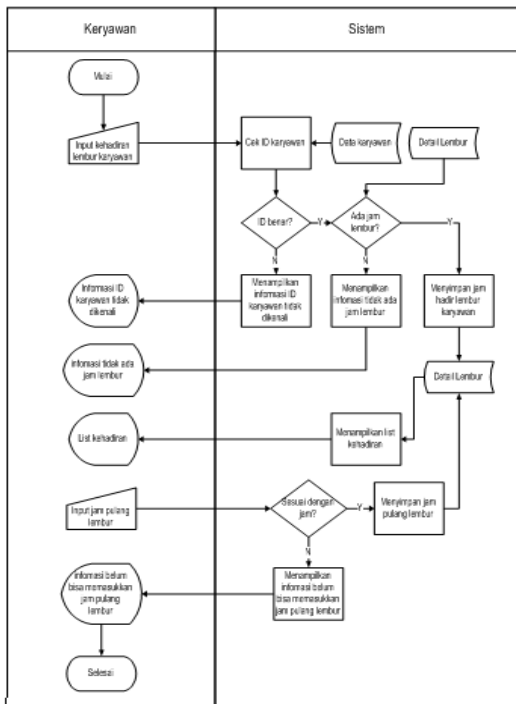 Keryawan
Sistem
Mulai
Input kehadiran
lembur karyawan
Cek ID karyawan
Data karyawan
Detail Lembur
ID benar?
Y
Ada jam
lembur?
Y
N
N
Informasi ID
karyawan tidak
dikenali
Menampilkan
informasi ID
karyawan tidak
dikenali
Menampilkan
infomasi tidak ada
jam lembur
Menyimpan jam
hadir lembur
karyawan
infomasi tidak ada
jam lembur
Detail Lembur
List kehadiran
Menampilkan list
kehadiran
Input jam pulang
lembur
Sesuai dengan
jam?
Y
Menyimpan jam
pulang lembur
N
infomasi belum
bisa memasukkan
jam pulang
lembur
Menampilkan
infomasi belum
bisa memasukkan
jam pulang lembur
Selesai